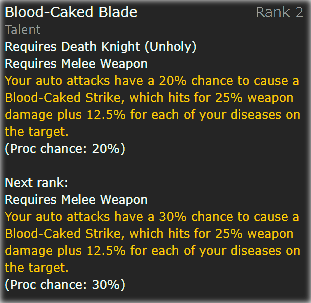 Blood-Caked Blade Rank 2
Talent
Requires Death Knight (Unholy)
Requires Melee Weapon
Your auto attacks have a 20% chance to cause a
Blood-Caked Strike, which hits for 25% weapon
damage plus 12.5% for each of your diseases on
the target.
(Proc chance: 20%)
Next rank:
Requires Melee Weapon
Your auto attacks have a 30% chance to cause a
Blood-Caked Strike, which hits for 25% weapon
damage plus 12.5% for each of your diseases on
the target.
(Proc chance: 30%)